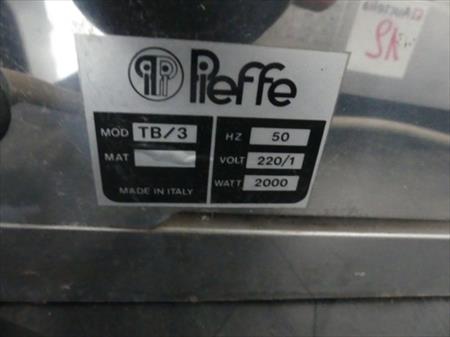 Pieffe
MOD TB/3
MAT
MADE IN ITALY
HZ 50
VOLT 220/1
WATT 2000